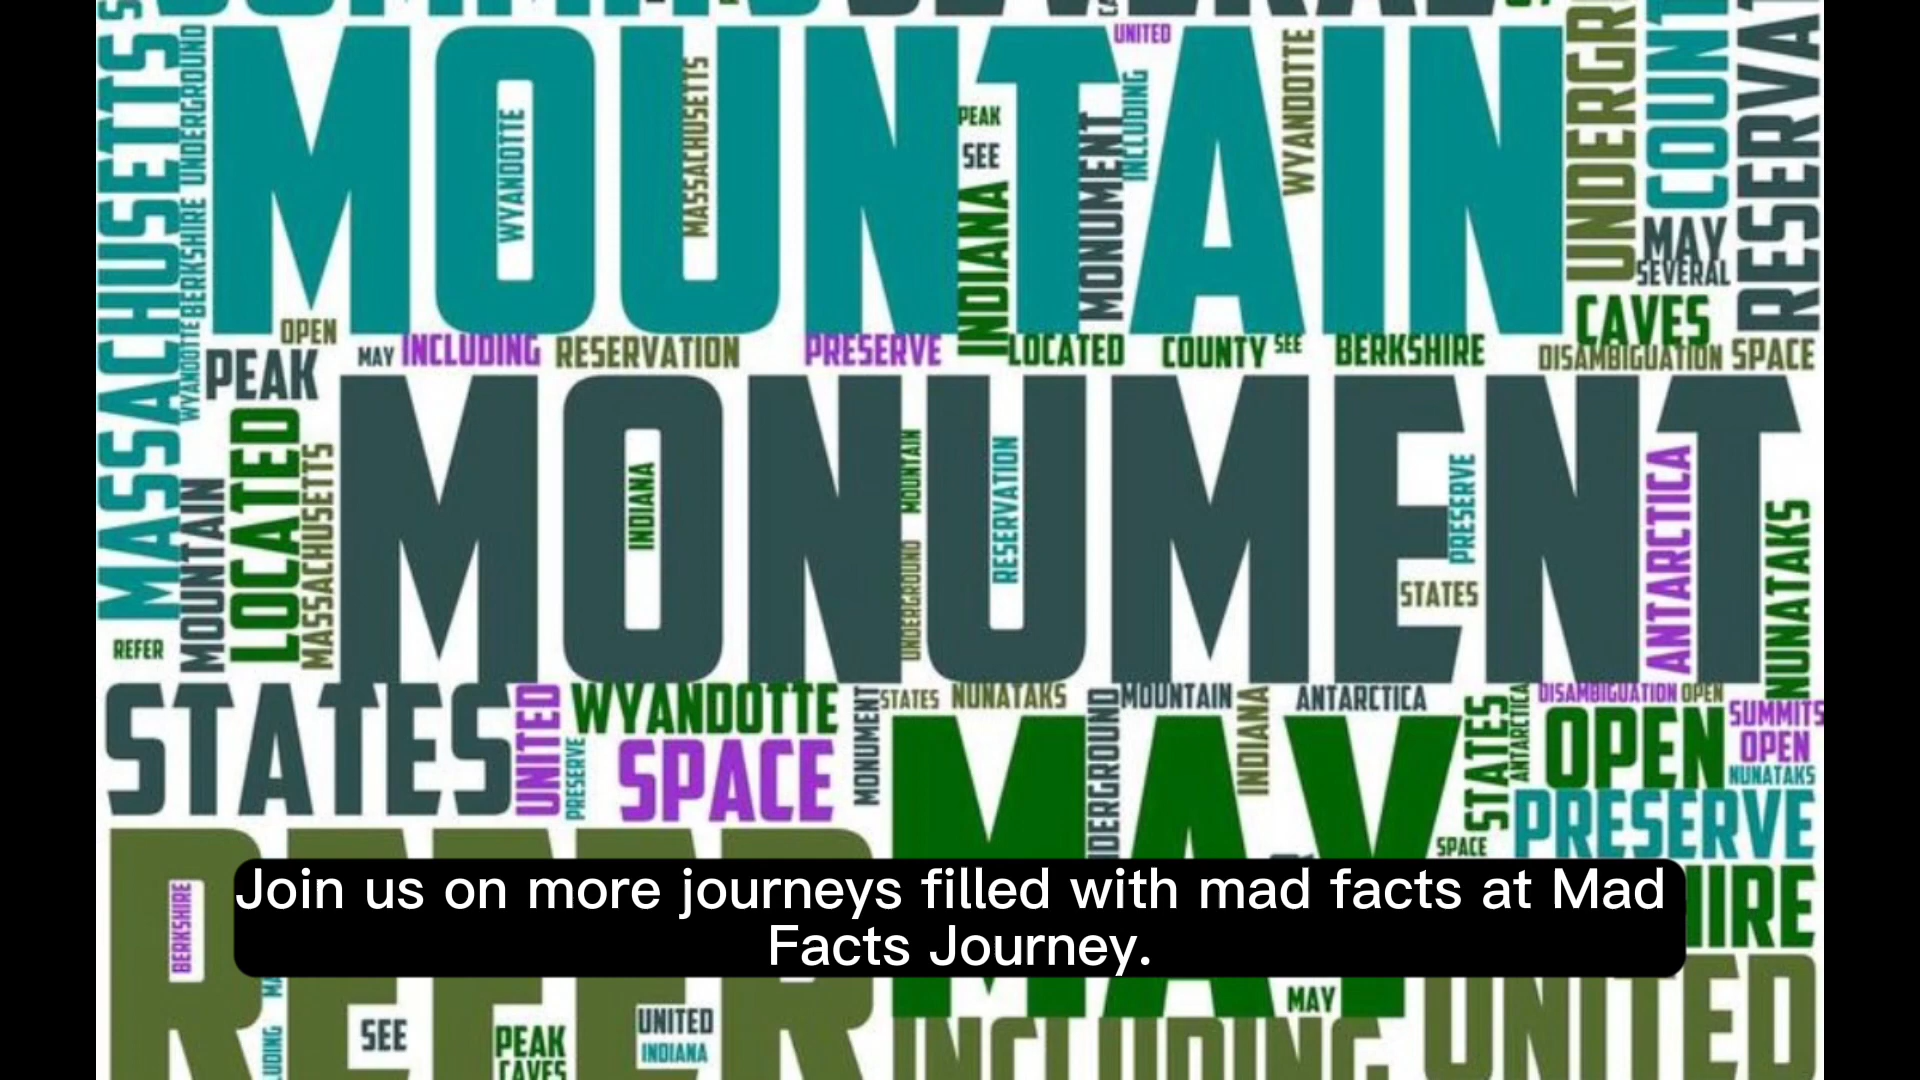 UNITED
MASSACHUSETTS
UNDERGROUND
MOUNTAIN
WYANDOTTE
MASSACHUSETTS
PEAK
SEE
INDIANA
MONUMENT
INCLUDING
WYANDOTTE
MAY
SEVERAL
CAVES
BERKSHIRE
WYANDOTTE
OPEN
PEAK
MAY
INCLUDING
RESERVATION
PRESERVE
LOCATED
COUNTY
SEE
BERKSHIRE
DISAMBIGUATION
SPACE
MOUNTAIN
LOCATED
MASSACHUSETTS
MONUMENT
INDIANA
MOUNTAIN
UNDERGROUND
RESERVATION
PRESERVE
STATES
ANTARCTICA
NUNATAKS
REFER
STATES
UNITED
WYANDOTTE
PRESERVE
SPACE
MONUMENT
STATES
NUNATAKS
MOUNTAIN
INDIANA
ANTARCTICA
STATES
ANTARCTICA
DISAMBIGUATION
OPEN
OPEN
SUMMITS
OPEN
NUNATAKS
PRESERVE
SPACE
MAY
REFER
BERKSHIRE
Join us on more journeys filled with mad facts at Mad
Facts Journey.
SEE
PEAK
CAVES
UNITED
INDIANA
MAY
INCLUDING
UNITED